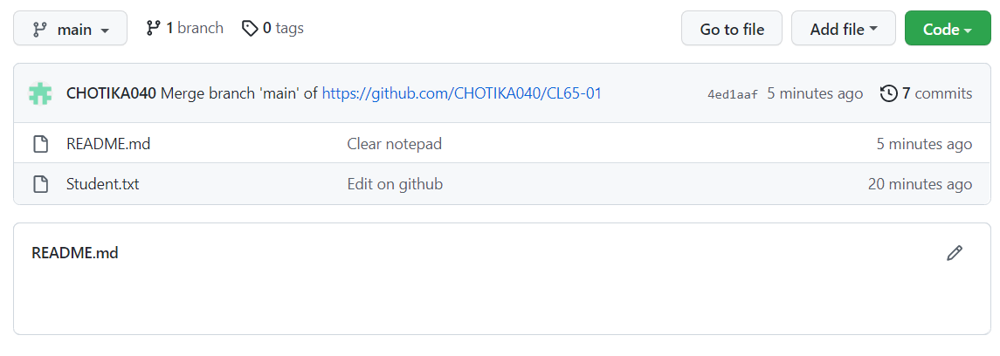 main 1 branch 0 tags Go to file Add file Code
CHOTIKA040 Merge branch 'main' of https://github.com/CHOTIKA040/CL65-01 4ed1aaf 5 minutes ago 7 commits
README.md Clear notepad 5 minutes ago
Student.txt Edit on github 20 minutes ago
README.md